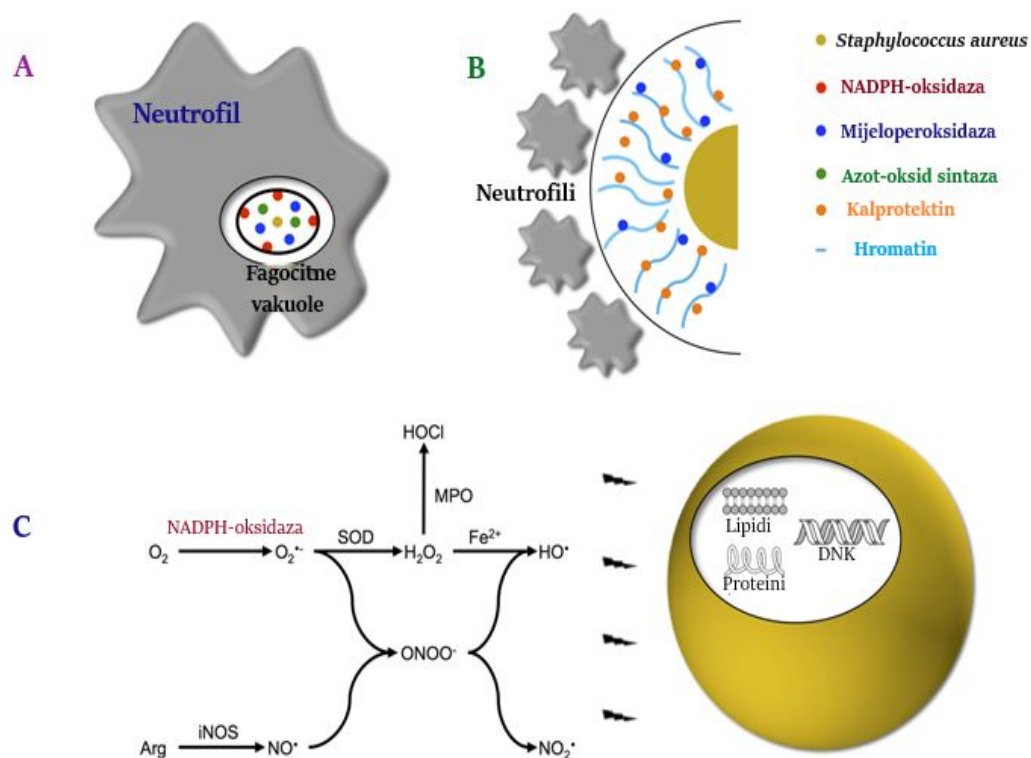 A
Neutrofil
Fagocitne
vakuole
B
Neutrofili
Staphylococcus aureus
NADPH-oksidaza
Mijeloperoksidaza
Azot-oksid sintaza
Kalprotektin
Hromatin
C
HOCl
MPO
NADPH-oksidaza
O₂ O₂•- SOD H₂O₂ Fe²⁺ HO•
ONOO⁻
Arg iNOS NO• NO₂•
Lipidi
DNK
Proteini